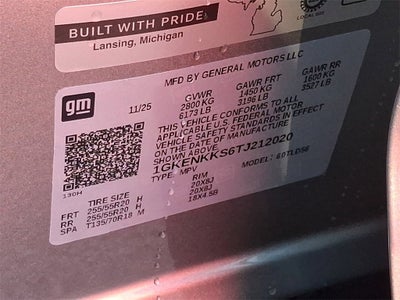 BUILT WITH PRIDE
Lansing, Michigan
MFD BY GENERAL MOTORS LLC
gm
11/25
GVWR GAWR FRT GAWR RR
2800KG 1450 KG 1600 KG
6173 LB 3196 LB 3527 LB
THIS VEHICLE CONFORMS TO ALL
APPLICABLE U.S. FEDERAL MOTOR
VEHICLE SAFETY STANDARDS IN EFFECT
ON THE DATE OF MANUFACTURE
SHOWN ABOVE.
1GKENKKS6TJ212020
TYPE: MPV MODEL:
TIRE SIZE RIM
FRT 255/55R20 H 20X8J
RR 255/55R20 H 20X8J
SPA T135/70R18 M 18X4.5B